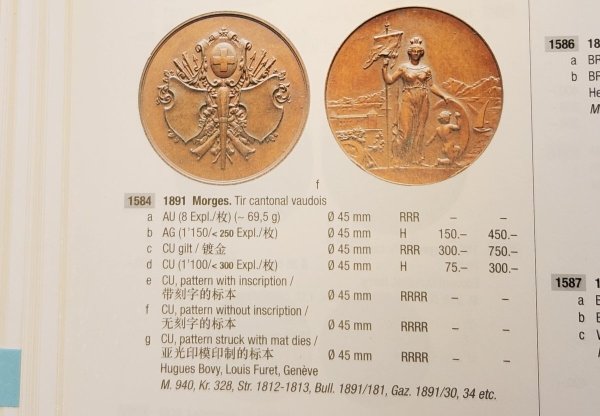 f
1584 1891 Morges. Tir cantonal vaudois
a AU (8 Expl./枚) (~ 69,5 g) Ø 45 mm RRR – –
b AG (1'150/< 250 Expl./枚) Ø 45 mm H 150.– 450.–
c CU gilt / 镀金 Ø 45 mm RRR 300.– 750.–
d CU (1'100/< 300 Expl./枚) Ø 45 mm H 75.– 300.–
e CU, pattern with inscription /
带刻字的标本 Ø 45 mm RRRR – –
f CU, pattern without inscription /
无刻字的标本 Ø 45 mm RRRR – –
g CU, pattern struck with mat dies /
亚光印模印制的标本 Ø 45 mm RRRR – –
Hugues Bovy, Louis Furet, Genève
M. 940, Kr. 328, Str. 1812-1813, Bull. 1891/181, Gaz. 1891/30, 34 etc.
1586 18
a BR
b BR
He
M
1587 1
a E
b E
c V